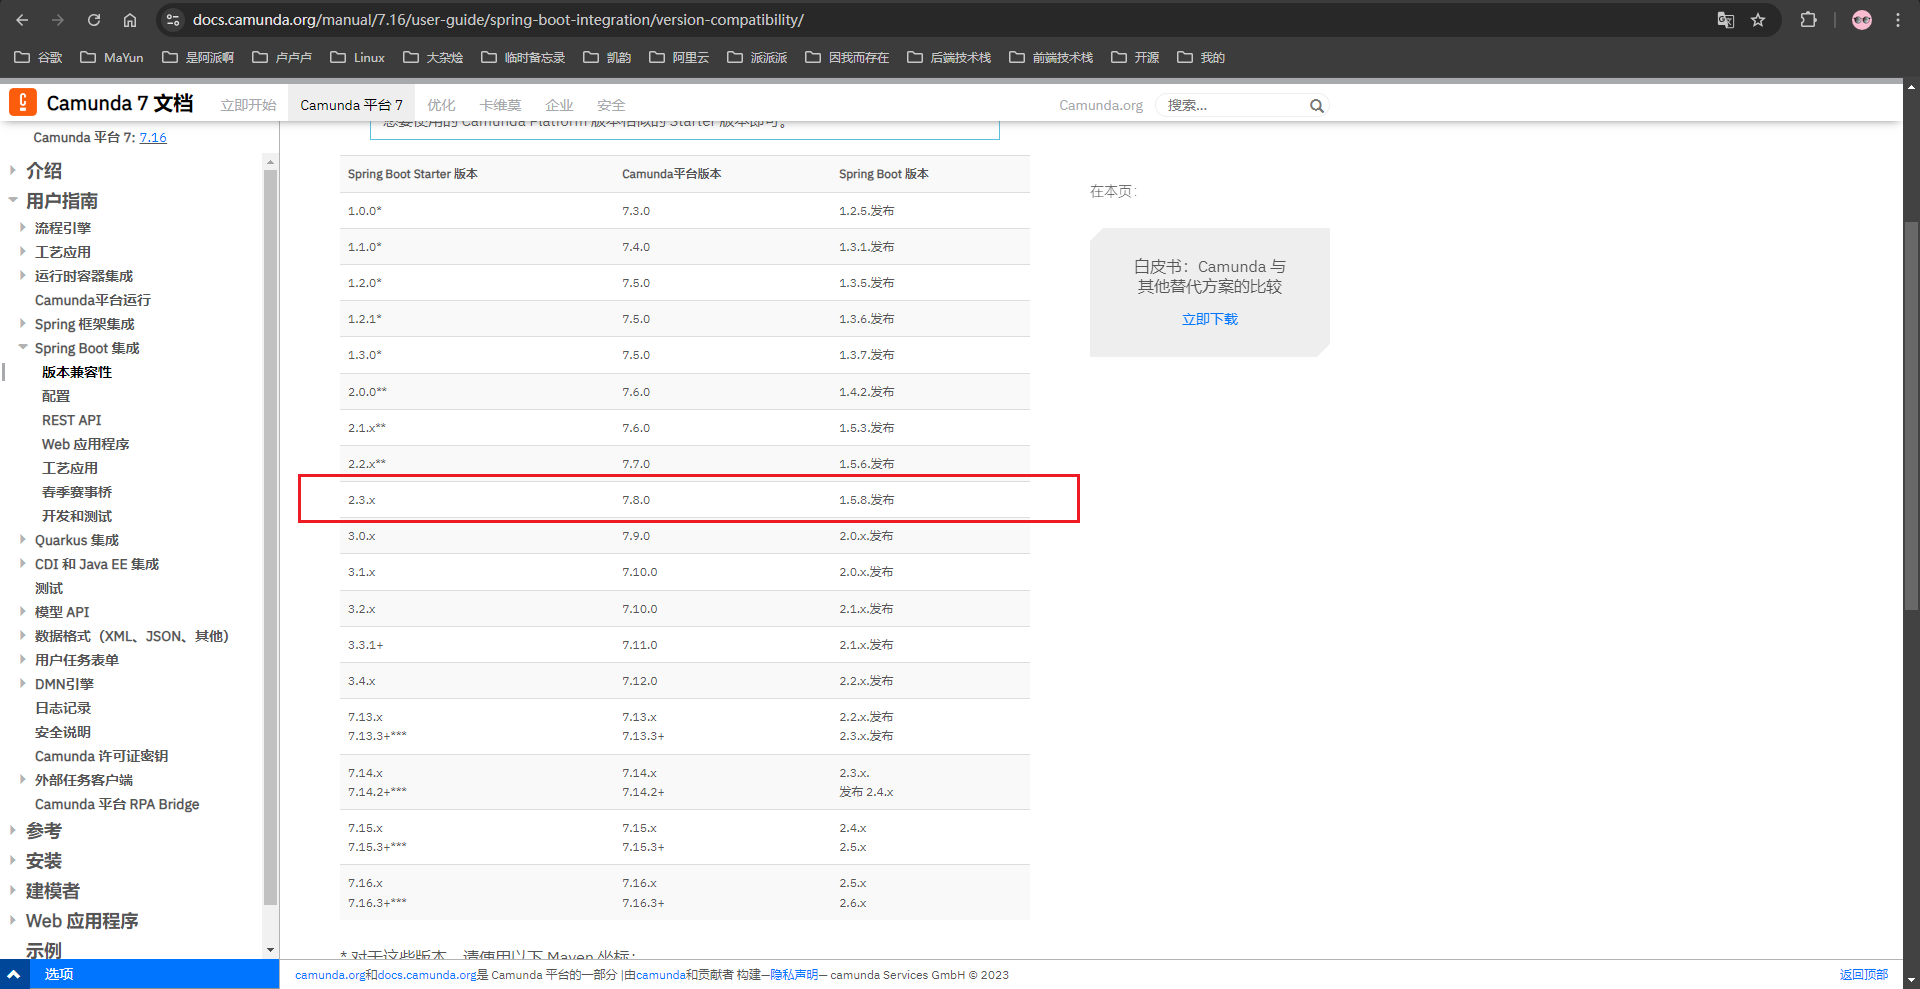 docs.camunda.org/manual/7.16/user-guide/spring-boot-integration/version-compatibility/
谷歌 MaYun 是阿派啊 卢卢卢 Linux 大杂烩 临时备忘录 凯韵 阿里云 派派派 因我而存在 后端技术栈 前端技术栈 开源 我的
Camunda 7 文档 立即开始 Camunda 平台 7 优化 卡维莫 企业 安全 Camunda.org 搜索...
Camunda 平台 7: 7.16
介绍
用户指南
流程引擎
工艺应用
运行时容器集成
Camunda平台运行
Spring 框架集成
Spring Boot 集成
版本兼容性
配置
REST API
Web 应用程序
工艺应用
春季赛事桥
开发和测试
Quarkus 集成
CDI 和 Java EE 集成
测试
模型 API
数据格式（XML、JSON、其他）
用户任务表单
DMN引擎
日志记录
安全说明
Camunda 许可证密钥
外部任务客户端
Camunda 平台 RPA Bridge
参考
安装
建模者
Web 应用程序
示例
选项
您要使用的 Camunda Platform 版本相似的 Starter 版本即可。
Spring Boot Starter 版本 Camunda平台版本 Spring Boot 版本
1.0.0* 7.3.0 1.2.5.发布
1.1.0* 7.4.0 1.3.1.发布
1.2.0* 7.5.0 1.3.5.发布
1.2.1* 7.5.0 1.3.6.发布
1.3.0* 7.5.0 1.3.7.发布
2.0.0** 7.6.0 1.4.2.发布
2.1.x** 7.6.0 1.5.3.发布
2.2.x** 7.7.0 1.5.6.发布
2.3.x 7.8.0 1.5.8.发布
3.0.x 7.9.0 2.0.x.发布
3.1.x 7.10.0 2.0.x.发布
3.2.x 7.10.0 2.1.x.发布
3.3.1+ 7.11.0 2.1.x.发布
3.4.x 7.12.0 2.2.x.发布
7.13.x 7.13.x 2.2.x.发布
7.13.3+*** 7.13.3+ 2.3.x.发布
7.14.x 7.14.x 2.3.x.
7.14.2+*** 7.14.2+ 发布 2.4.x
7.15.x 7.15.x 2.4.x
7.15.3+*** 7.15.3+ 2.5.x
7.16.x 7.16.x 2.5.x
7.16.3+*** 7.16.3+ 2.6.x
* 对于这些版本，请使用以下 Maven 坐标：
在本页：
白皮书：Camunda 与
其他替代方案的比较
立即下载
camunda.org和docs.camunda.org是 Camunda 平台的一部分 |由camunda和贡献者 构建—隐私声明— camunda Services GmbH © 2023
返回顶部